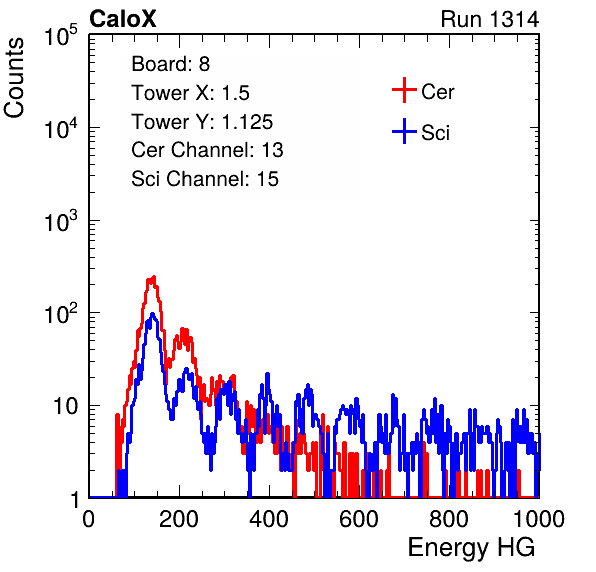 CaloX Run 1314
Counts
10^5
10^4
10^3
10^2
10
1
Board: 8
Tower X: 1.5
Tower Y: 1.125
Cer Channel: 13
Sci Channel: 15
Cer
Sci
0 200 400 600 800 1000
Energy HG